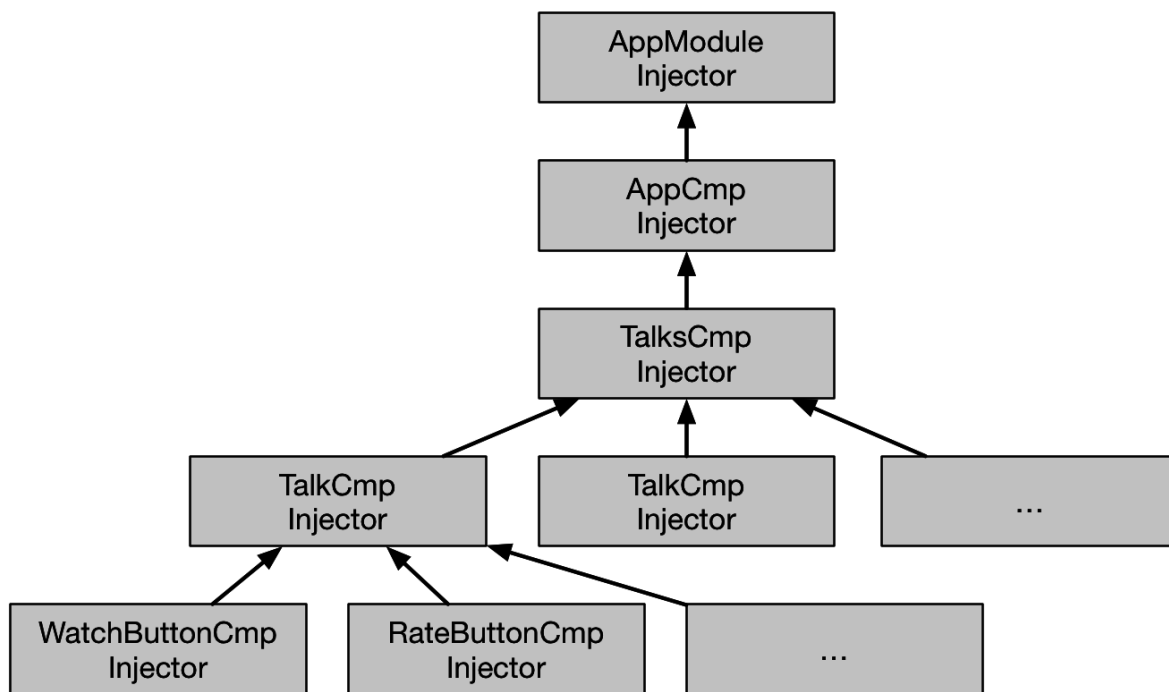 AppModule
Injector
AppCmp
Injector
TalksCmp
Injector
TalkCmp
Injector
TalkCmp
Injector
...
WatchButtonCmp
Injector
RateButtonCmp
Injector
...